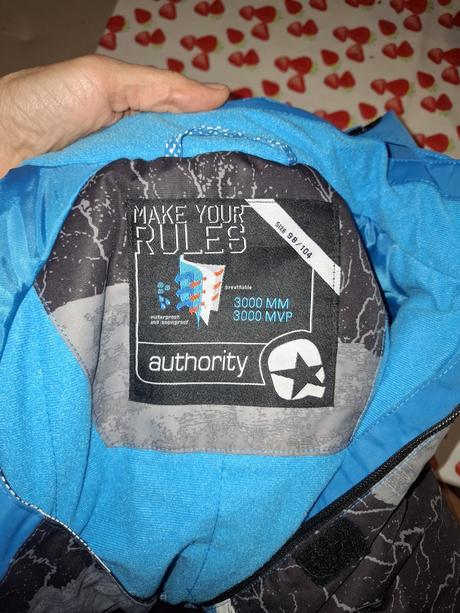 MAKE YOUR
RULES
SIZE 98/104
breathable
waterproof
and snowproof
3000 MM
3000 MVP
authority